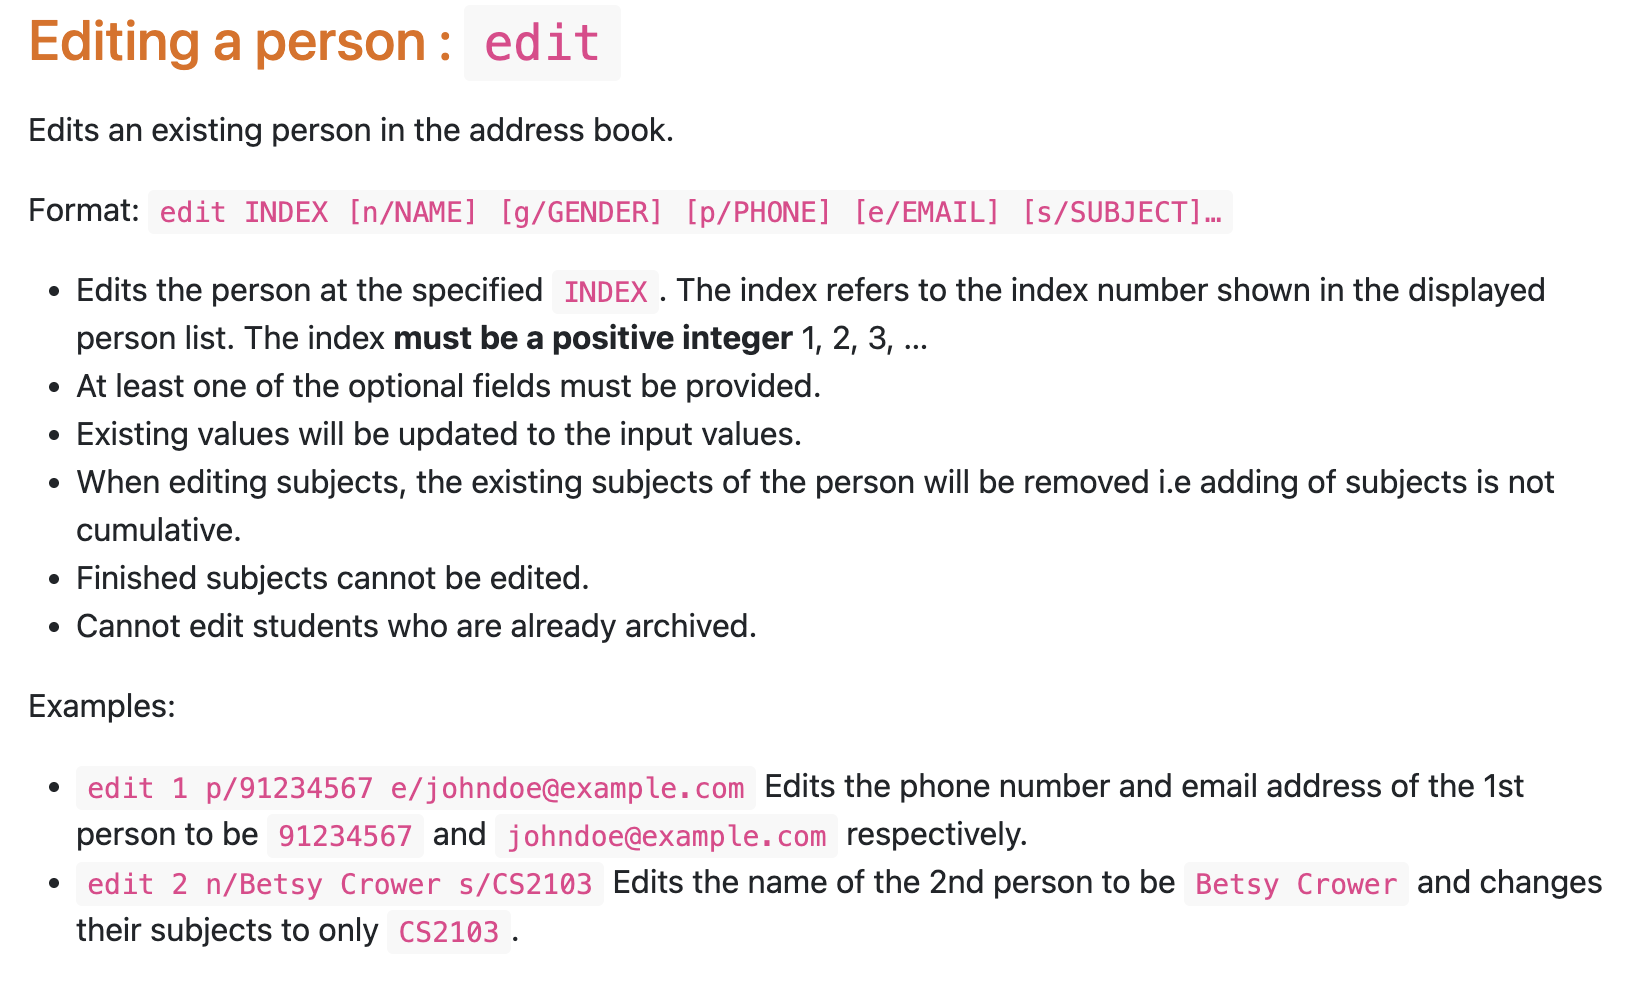 Editing a person : edit
Edits an existing person in the address book.
Format: edit INDEX [n/NAME] [g/GENDER] [p/PHONE] [e/EMAIL] [s/SUBJECT]…
• Edits the person at the specified INDEX . The index refers to the index number shown in the displayed
person list. The index must be a positive integer 1, 2, 3, …
• At least one of the optional fields must be provided.
• Existing values will be updated to the input values.
• When editing subjects, the existing subjects of the person will be removed i.e adding of subjects is not
cumulative.
• Finished subjects cannot be edited.
• Cannot edit students who are already archived.
Examples:
• edit 1 p/91234567 e/johndoe@example.com Edits the phone number and email address of the 1st
person to be 91234567 and johndoe@example.com respectively.
• edit 2 n/Betsy Crower s/CS2103 Edits the name of the 2nd person to be Betsy Crower and changes
their subjects to only CS2103 .